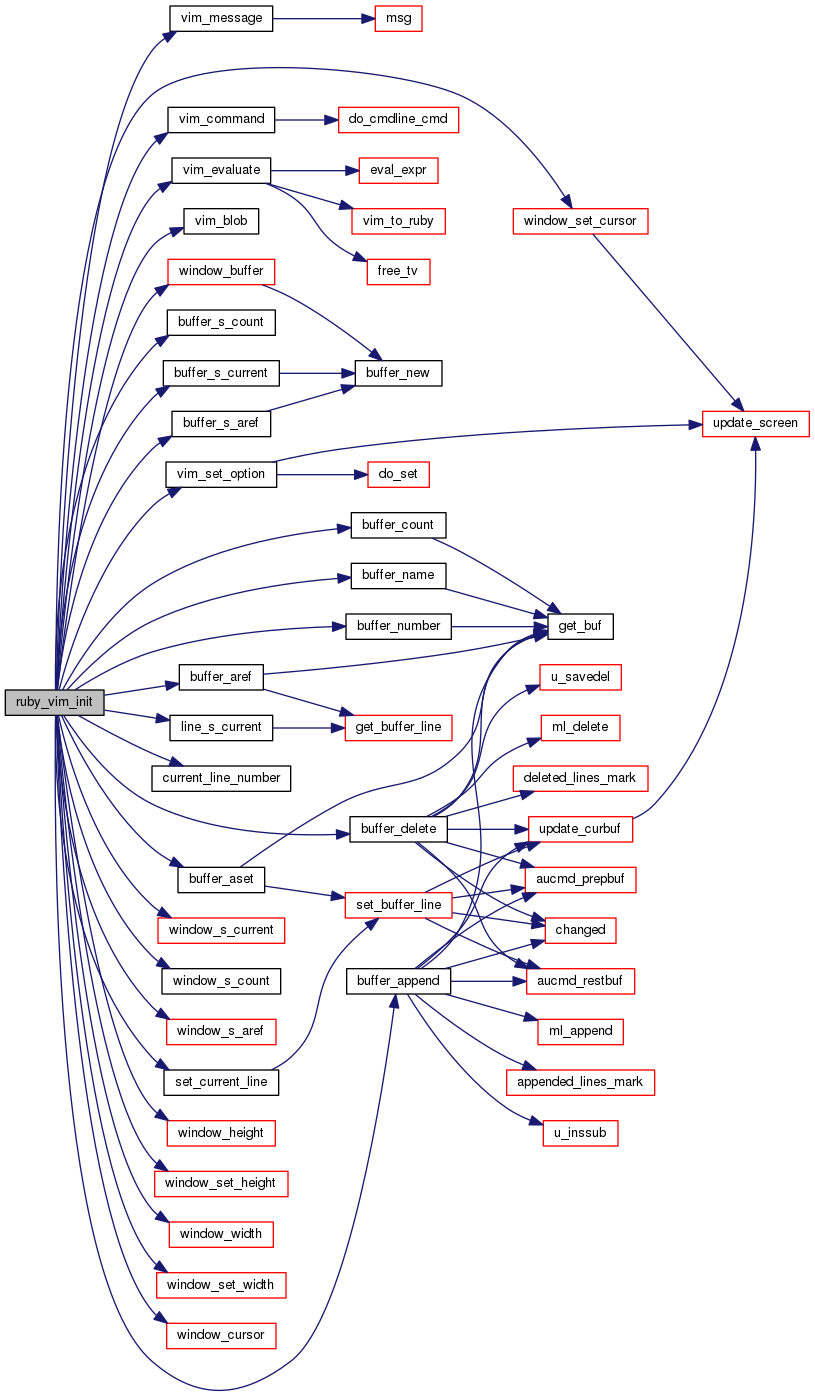 vim_message
msg
vim_command
do_cmdline_cmd
vim_evaluate
eval_expr
vim_blob
vim_to_ruby
window_set_cursor
window_buffer
free_tv
buffer_s_count
buffer_s_current
buffer_new
buffer_s_aref
update_screen
vim_set_option
do_set
buffer_count
buffer_name
buffer_number
get_buf
buffer_aref
u_savedel
ruby_vim_init
line_s_current
get_buffer_line
ml_delete
current_line_number
deleted_lines_mark
buffer_delete
update_curbuf
buffer_aset
aucmd_prepbuf
set_buffer_line
window_s_current
changed
window_s_count
buffer_append
aucmd_restbuf
window_s_aref
ml_append
set_current_line
appended_lines_mark
window_height
u_inssub
window_set_height
window_width
window_set_width
window_cursor